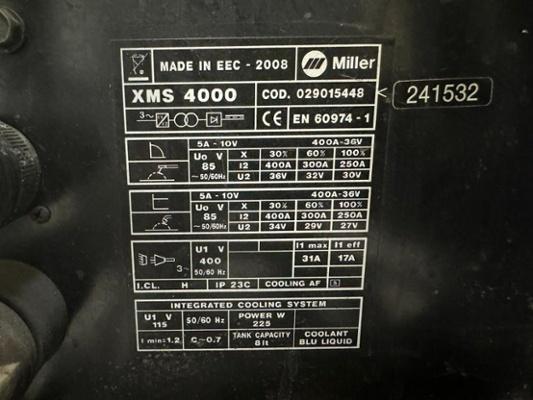 MADE IN EEC - 2008 Miller
XMS 4000 COD. 029015448 241532
3~ CE EN 60974 - 1
5A - 10V 400A-36V
Uo V X 30% 60% 100%
85 I2 400A 300A 250A
~ 50/60Hz U2 36V 32V 30V
5A - 10V 400A-36V
Uo V X 30% 60% 100%
85 I2 400A 300A 250A
~ 50/60Hz U2 34V 29V 27V
U1 V I1 max I1 eff
3~ 400 31A 17A
50/60 Hz
I.CL. H IP 23C COOLING AF
INTEGRATED COOLING SYSTEM
U1 V 50/60 Hz POWER W
115 225
l min=1.2 C~0.7 TANK CAPACITY COOLANT
8lt BLU LIQUID